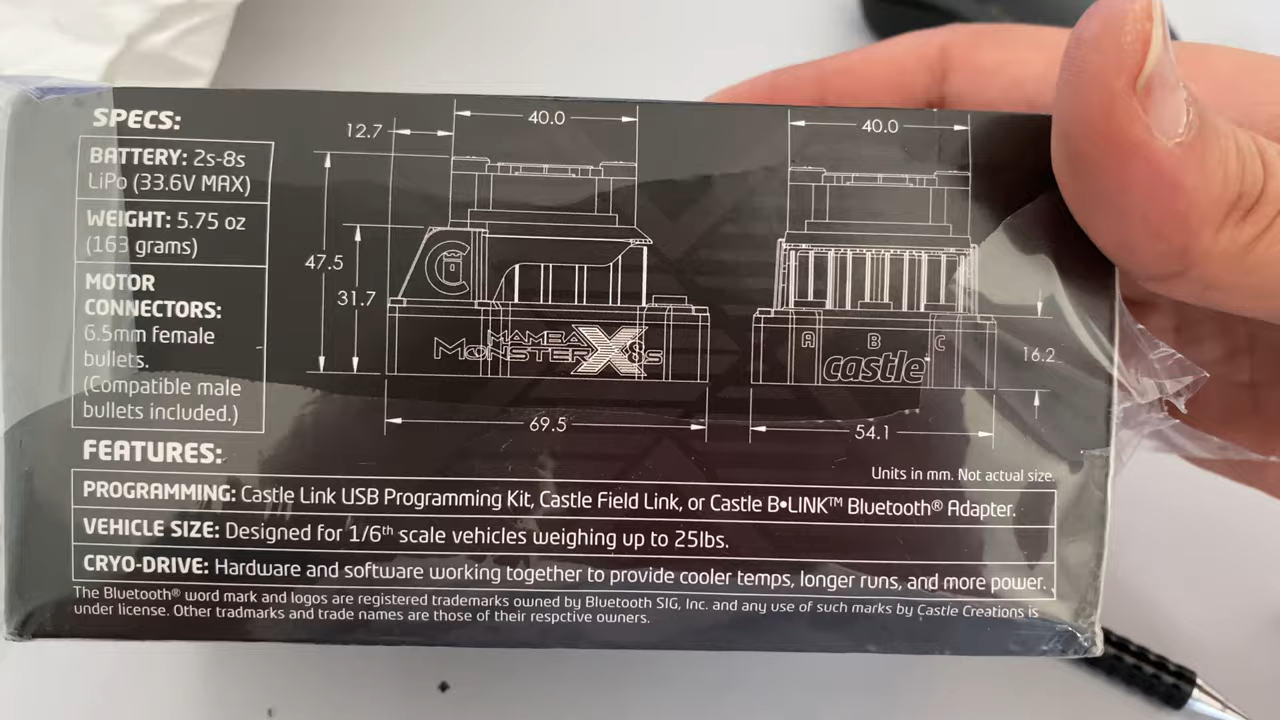 SPECS:
BATTERY: 2s-8s
LiPo (33.6V MAX)
WEIGHT: 5.75 oz
(163 grams)
MOTOR
CONNECTORS:
6.5mm female
bullets.
(Compatible male
bullets included.)
12.7
40.0
47.5
31.7
MAMBA
MONSTER X 8s
69.5
40.0
A B C
castle
16.2
54.1
Units in mm. Not actual size.
FEATURES:
PROGRAMMING: Castle Link USB Programming Kit, Castle Field Link, or Castle B•LINK™ Bluetooth® Adapter.
VEHICLE SIZE: Designed for 1/6th scale vehicles weighing up to 25lbs.
CRYO-DRIVE: Hardware and software working together to provide cooler temps, longer runs, and more power.
The Bluetooth® word mark and logos are registered trademarks owned by Bluetooth SIG, Inc. and any use of such marks by Castle Creations is
under license. Other tradmarks and trade names are those of their respctive owners.